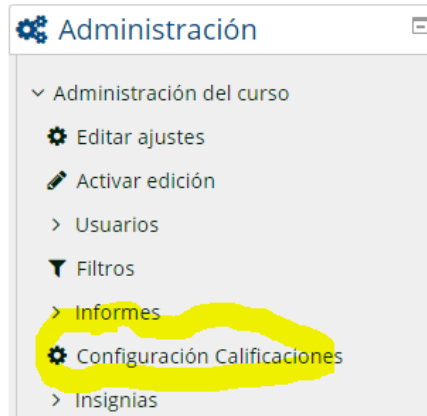 Administración
Administración del curso
Editar ajustes
Activar edición
Usuarios
Filtros
Informes
Configuración Calificaciones
Insignias